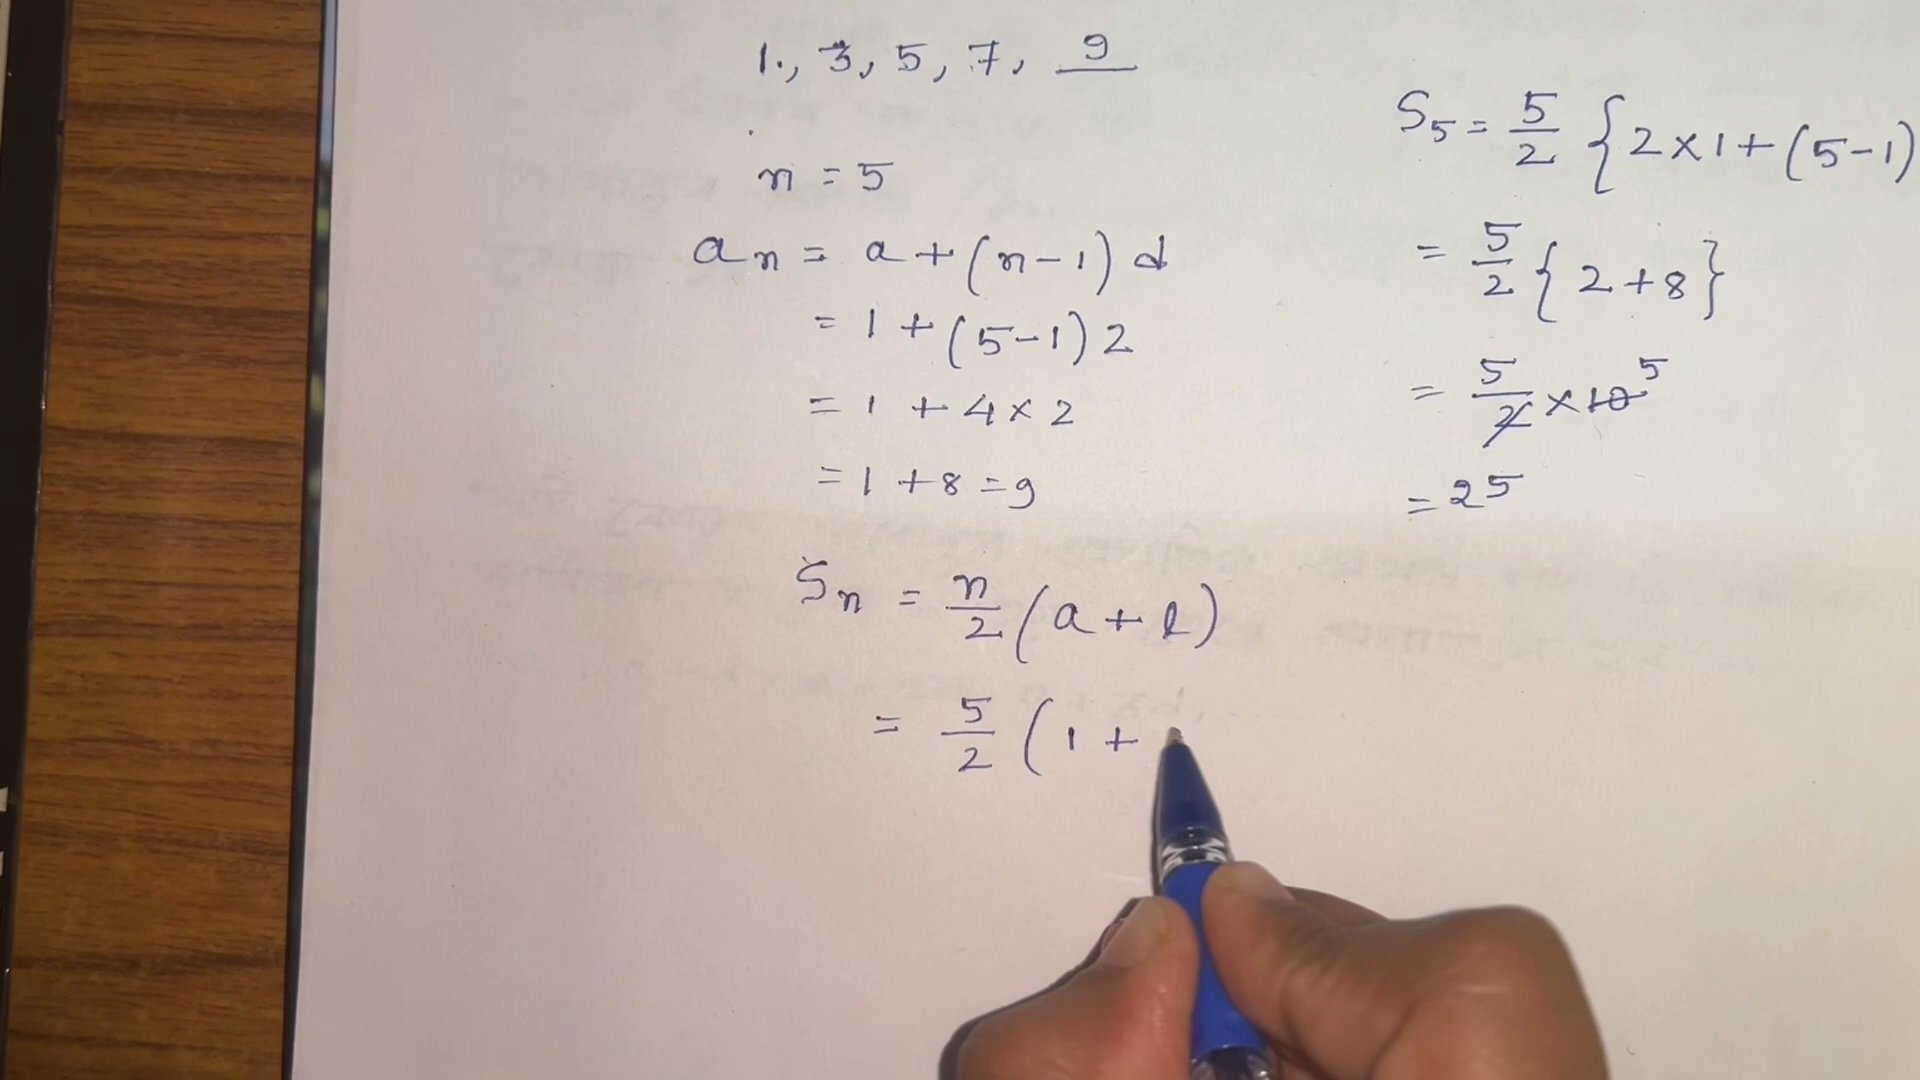 1., 3, 5, 7, 9
n = 5
an = a + (n-1) d
= 1 + (5-1) 2
= 1 + 4 × 2
= 1 + 8 = 9
Sn = n/2 (a + l)
= 5/2 (1 +
S5 = 5/2 {2×1 + (5-1)
= 5/2 {2+8}
= 5/2 × 10 5
= 25